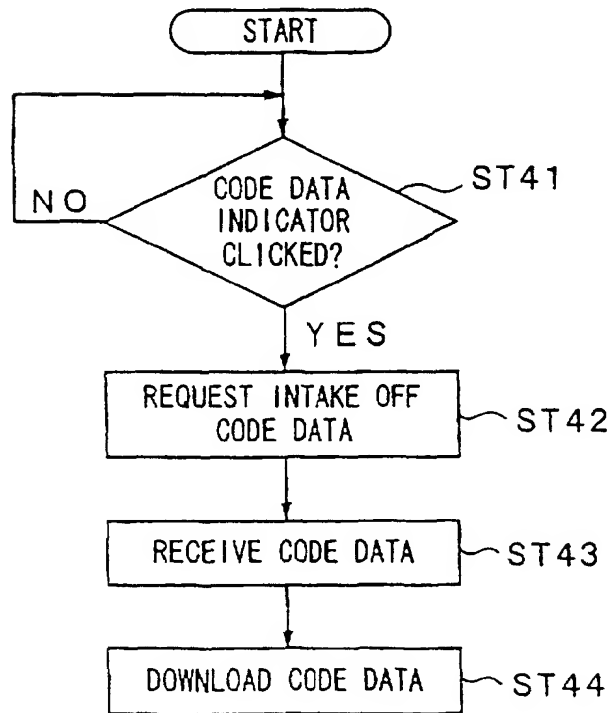 START
CODE DATA
INDICATOR
CLICKED?
ST41
NO
YES
REQUEST INTAKE OFF
CODE DATA
ST42
RECEIVE CODE DATA
ST43
DOWNLOAD CODE DATA
ST44